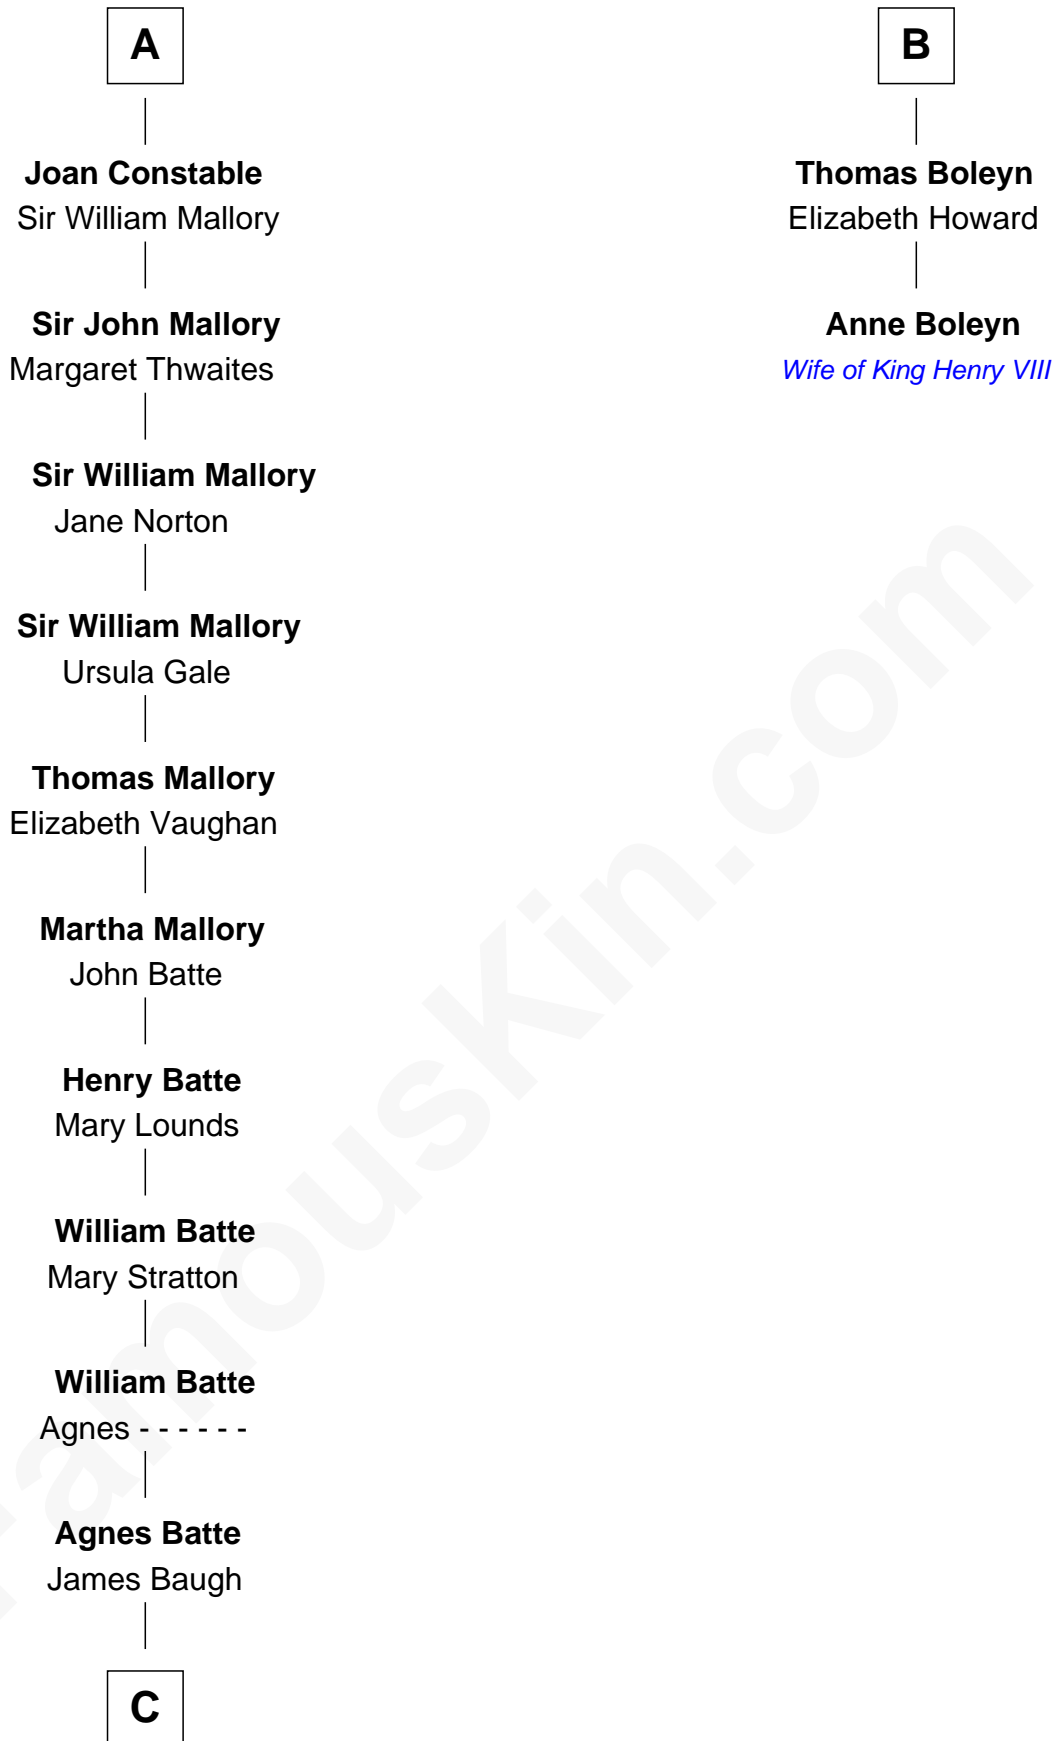 A
Joan Constable
Sir William Mallory
Sir John Mallory
Margaret Thwaites
Sir William Mallory
Jane Norton
Sir William Mallory
Ursula Gale
Thomas Mallory
Elizabeth Vaughan
Martha Mallory
John Batte
Henry Batte
Mary Lounds
William Batte
Mary Stratton
William Batte
Agnes - - - - - -
Agnes Batte
James Baugh
C
B
Thomas Boleyn
Elizabeth Howard
Anne Boleyn
Wife of King Henry VIII
FamousKin.com